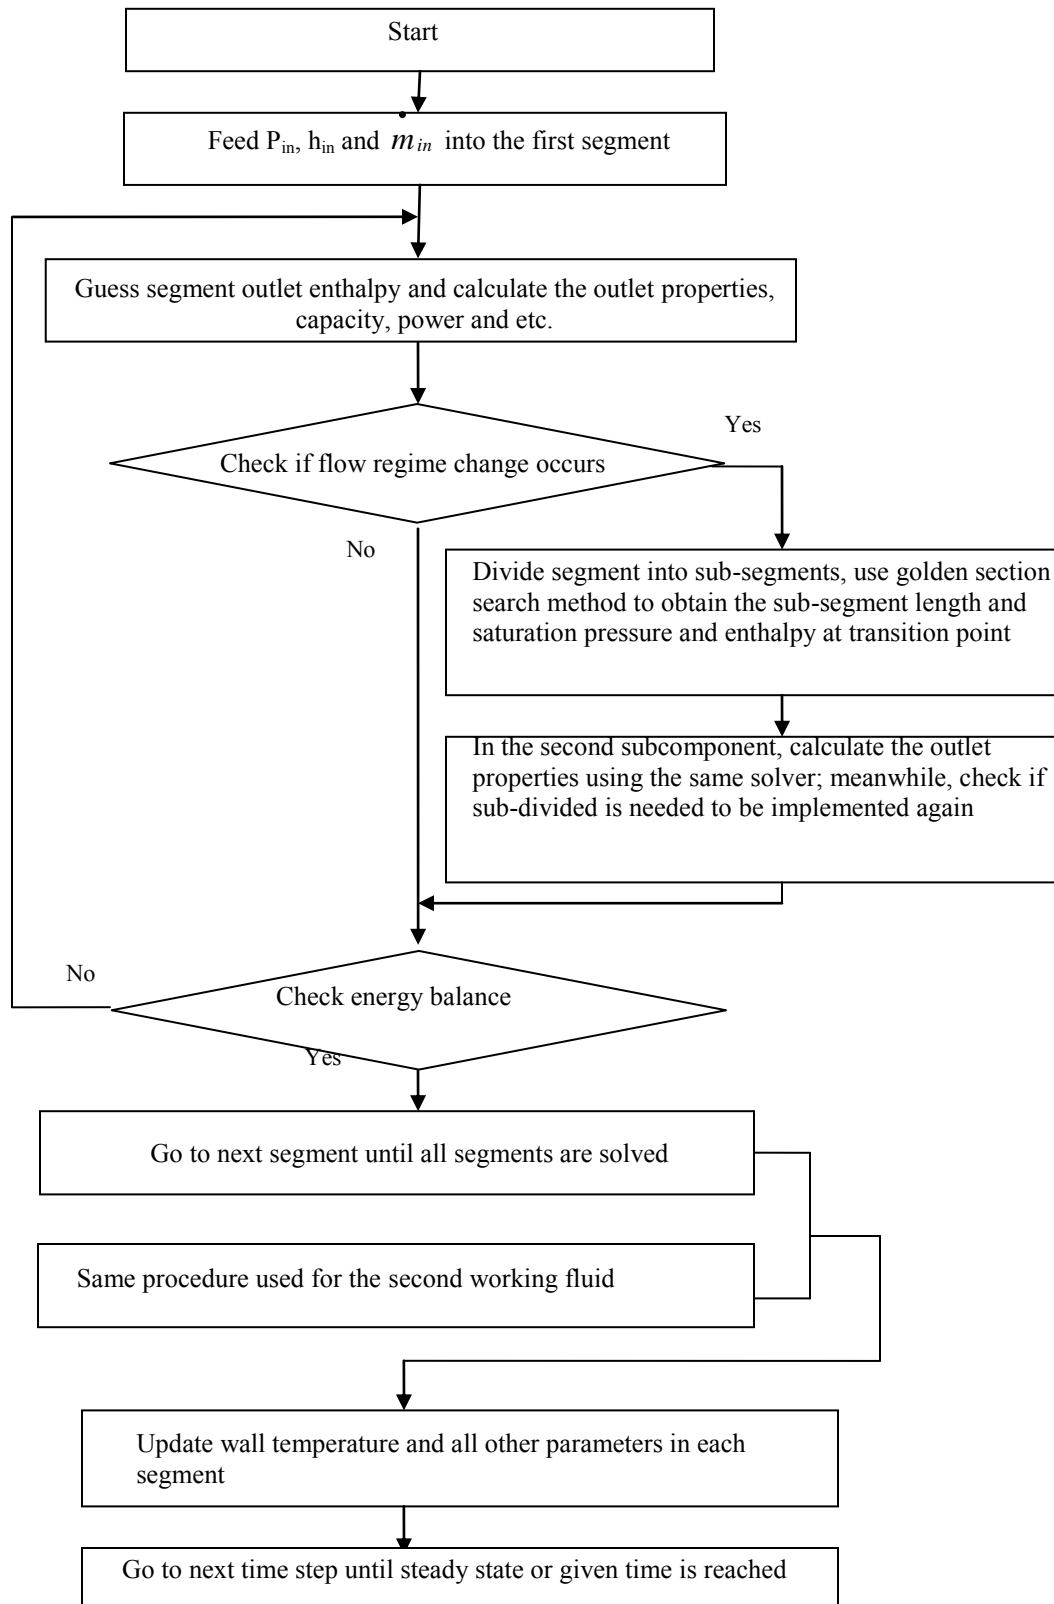 Start
Feed P_in, h_in and ṁ_in into the first segment
Guess segment outlet enthalpy and calculate the outlet properties,
capacity, power and etc.
Yes
Check if flow regime change occurs
No
Divide segment into sub-segments, use golden section
search method to obtain the sub-segment length and
saturation pressure and enthalpy at transition point
In the second subcomponent, calculate the outlet
properties using the same solver; meanwhile, check if
sub-divided is needed to be implemented again
No
Check energy balance
Yes
Go to next segment until all segments are solved
Same procedure used for the second working fluid
Update wall temperature and all other parameters in each
segment
Go to next time step until steady state or given time is reached